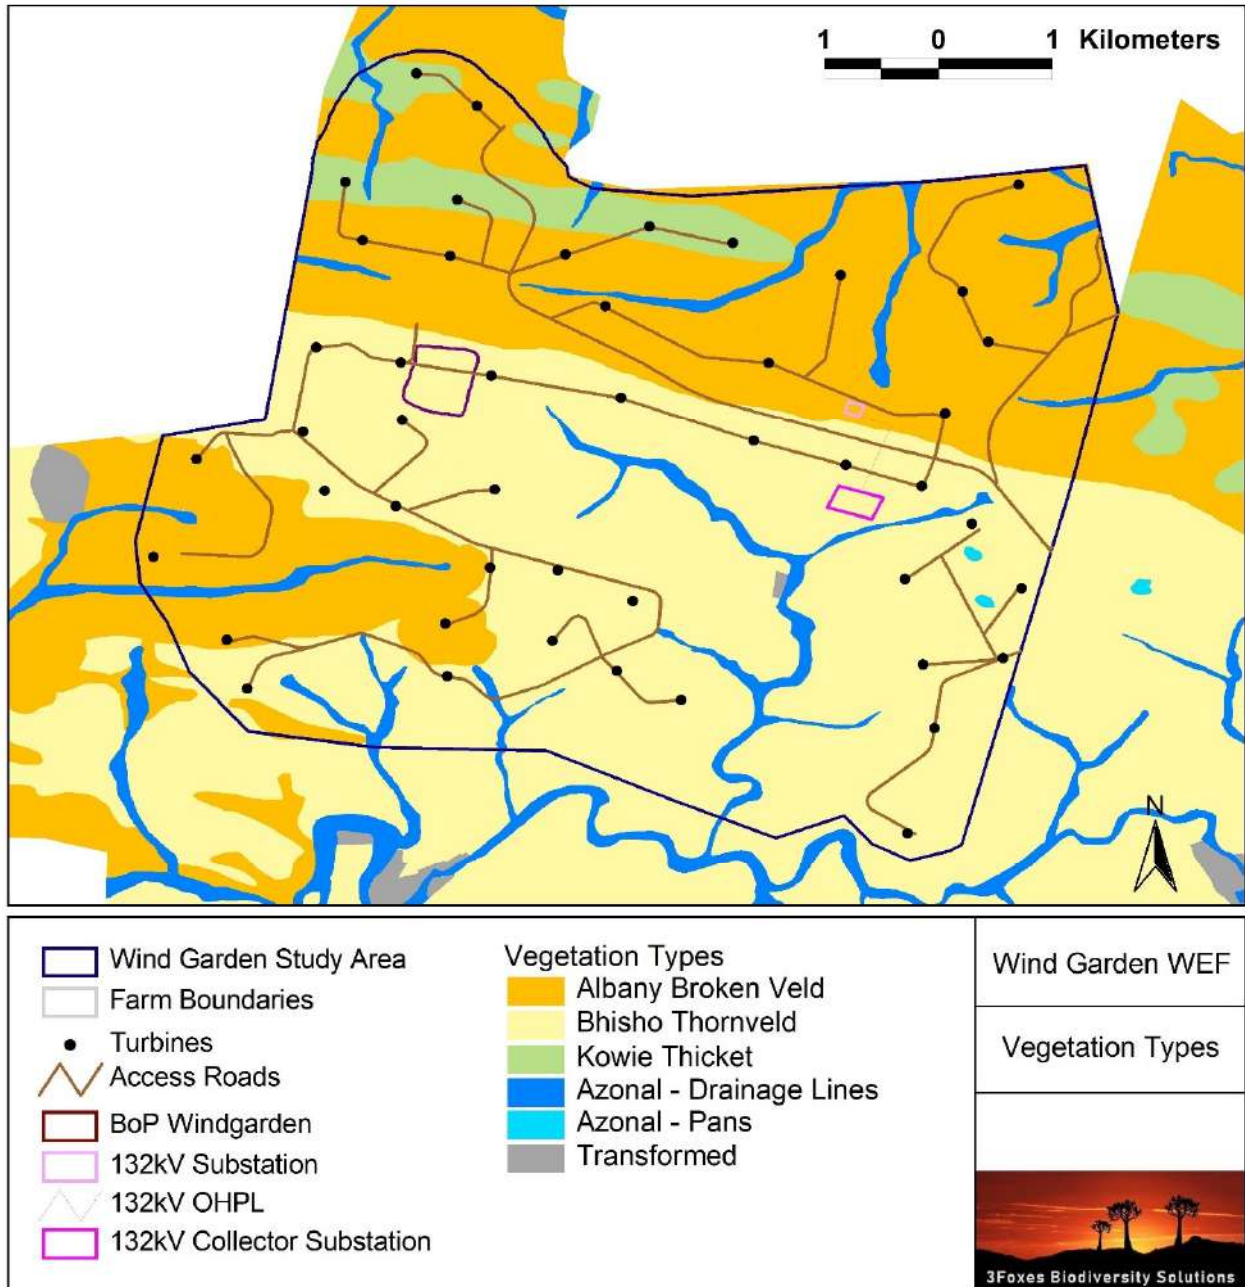 1 0 1 Kilometers
N
Wind Garden Study Area
Farm Boundaries
Turbines
Access Roads
BoP Windgarden
132kV Substation
132kV OHPL
132kV Collector Substation
Vegetation Types
Albany Broken Veld
Bhisho Thornveld
Kowie Thicket
Azonal - Drainage Lines
Azonal - Pans
Transformed
Wind Garden WEF
Vegetation Types
3Foxes Biodiversity Solutions